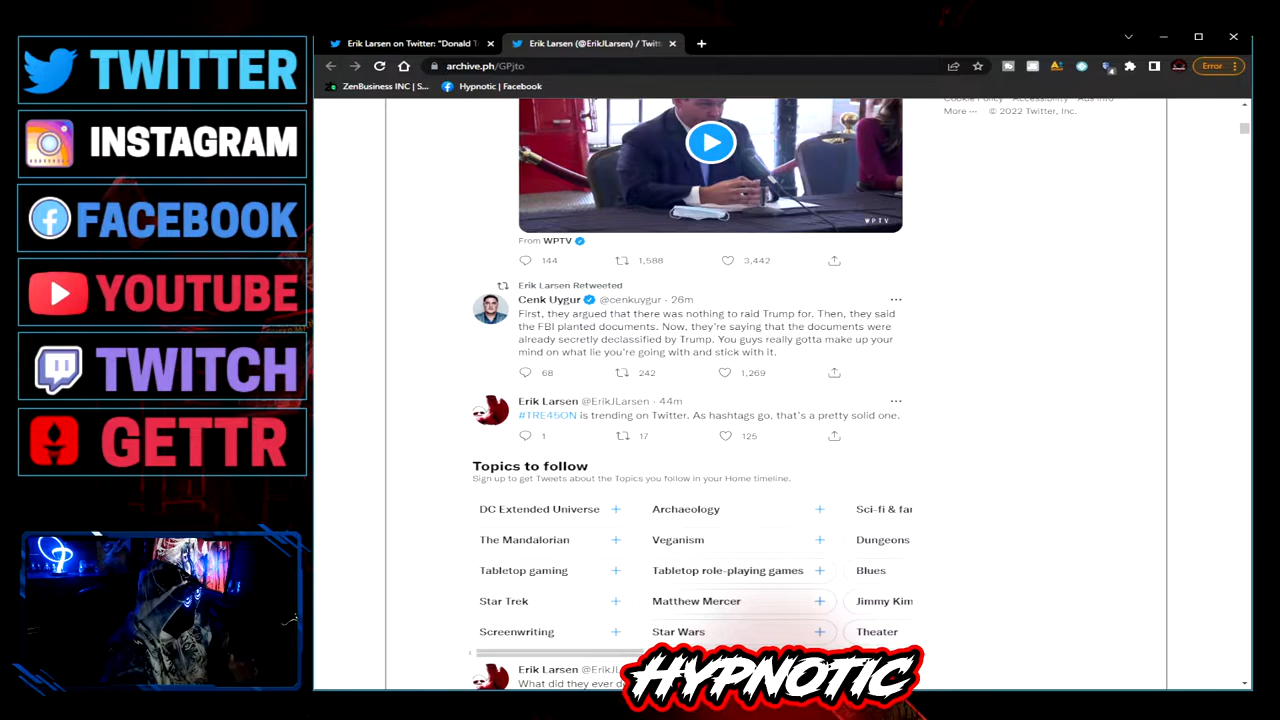 TWITTER
INSTAGRAM
FACEBOOK
YOUTUBE
TWITCH
GETTR
Erik Larsen on Twitter: "Donald T
Erik Larsen (@ErikJLarsen) / Twitt
archive.ph/GPjto
Error
ZenBusiness INC | S...
Hypnotic | Facebook
More ··· © 2022 Twitter, Inc.
WPTV
From WPTV
144 1,588 3,442
Erik Larsen Retweeted
Cenk Uygur @cenkuygur · 26m
First, they argued that there was nothing to raid Trump for. Then, they said
the FBI planted documents. Now, they're saying that the documents were
already secretly declassified by Trump. You guys really gotta make up your
mind on what lie you're going with and stick with it.
68 242 1,269
Erik Larsen @ErikJLarsen · 44m
#TRE45ON is trending on Twitter. As hashtags go, that's a pretty solid one.
1 17 125
Topics to follow
Sign up to get Tweets about the Topics you follow in your Home timeline.
DC Extended Universe Archaeology Sci-fi & fan
The Mandalorian Veganism Dungeons
Tabletop gaming Tabletop role-playing games Blues
Star Trek Matthew Mercer Jimmy Kim
Screenwriting Star Wars Theater
Erik Larsen @ErikJL
What did they ever d
HYPNOTIC